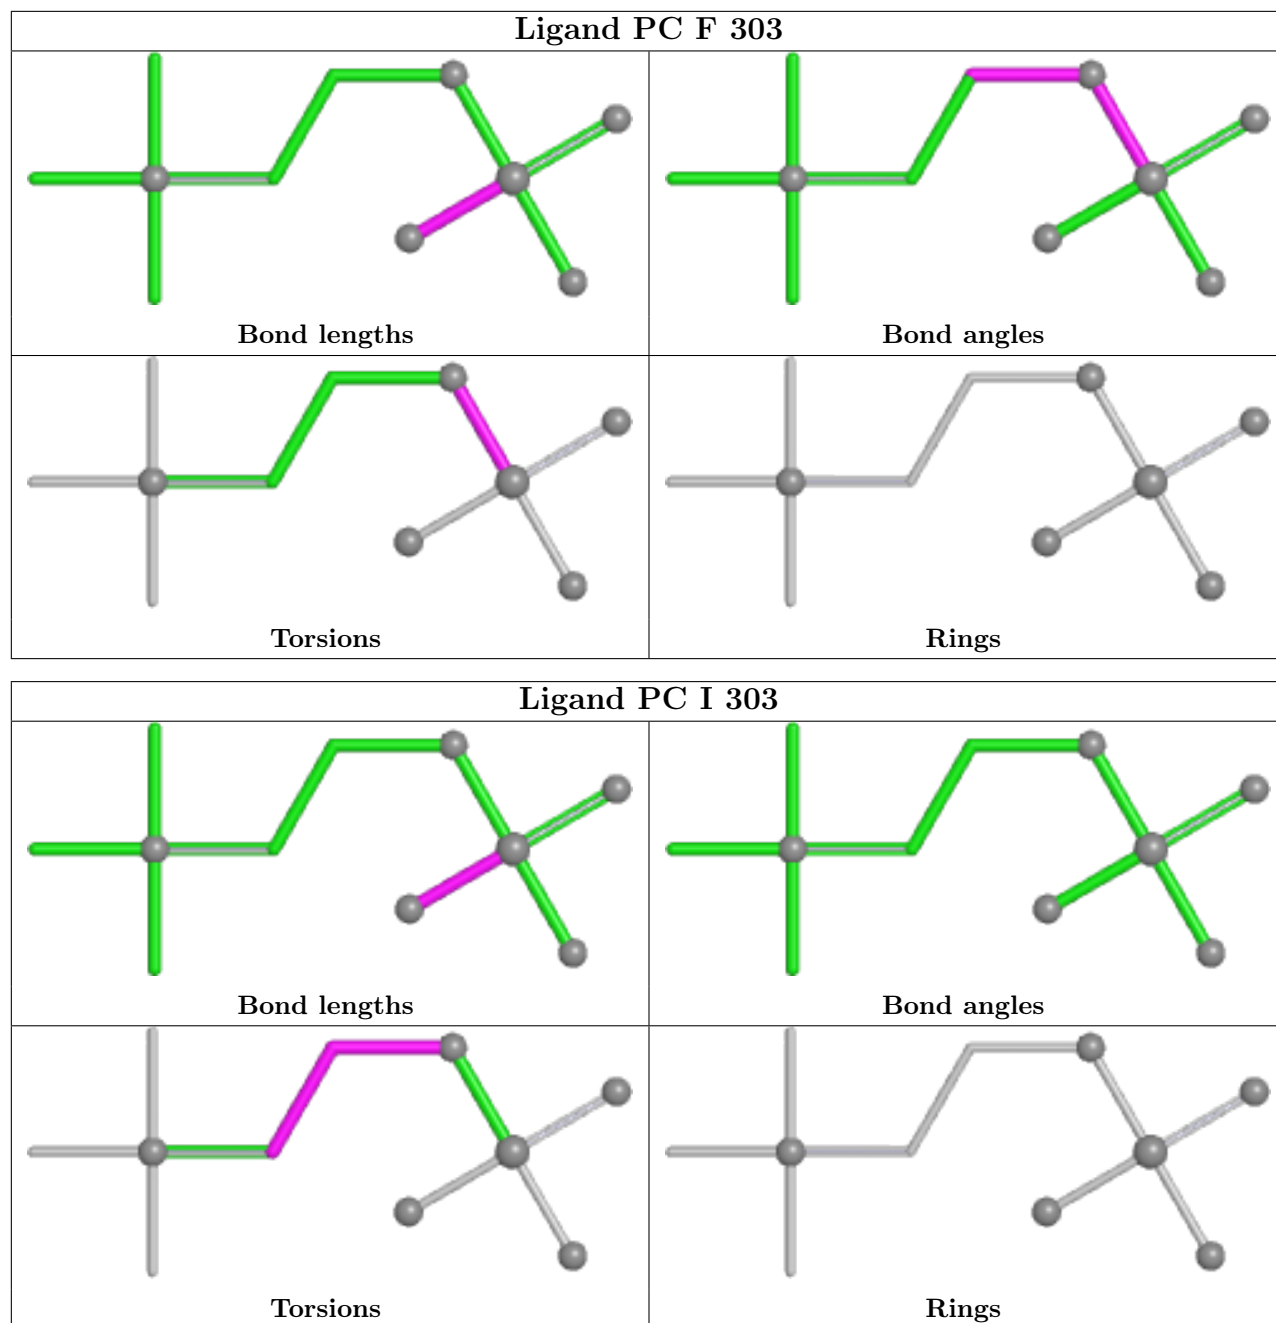 Ligand PC F 303
Bond lengths
Bond angles
Torsions
Rings
Ligand PC I 303
Bond lengths
Bond angles
Torsions
Rings